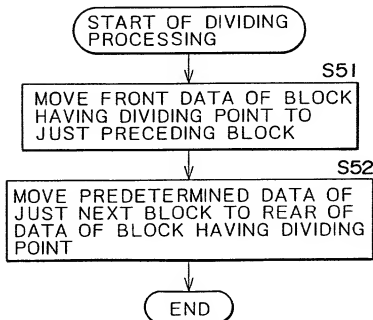 START OF DIVIDING
PROCESSING
S51
MOVE FRONT DATA OF BLOCK
HAVING DIVIDING POINT TO
JUST PRECEDING BLOCK
S52
MOVE PREDETERMINED DATA OF
JUST NEXT BLOCK TO REAR OF
DATA OF BLOCK HAVING DIVIDING
POINT
END